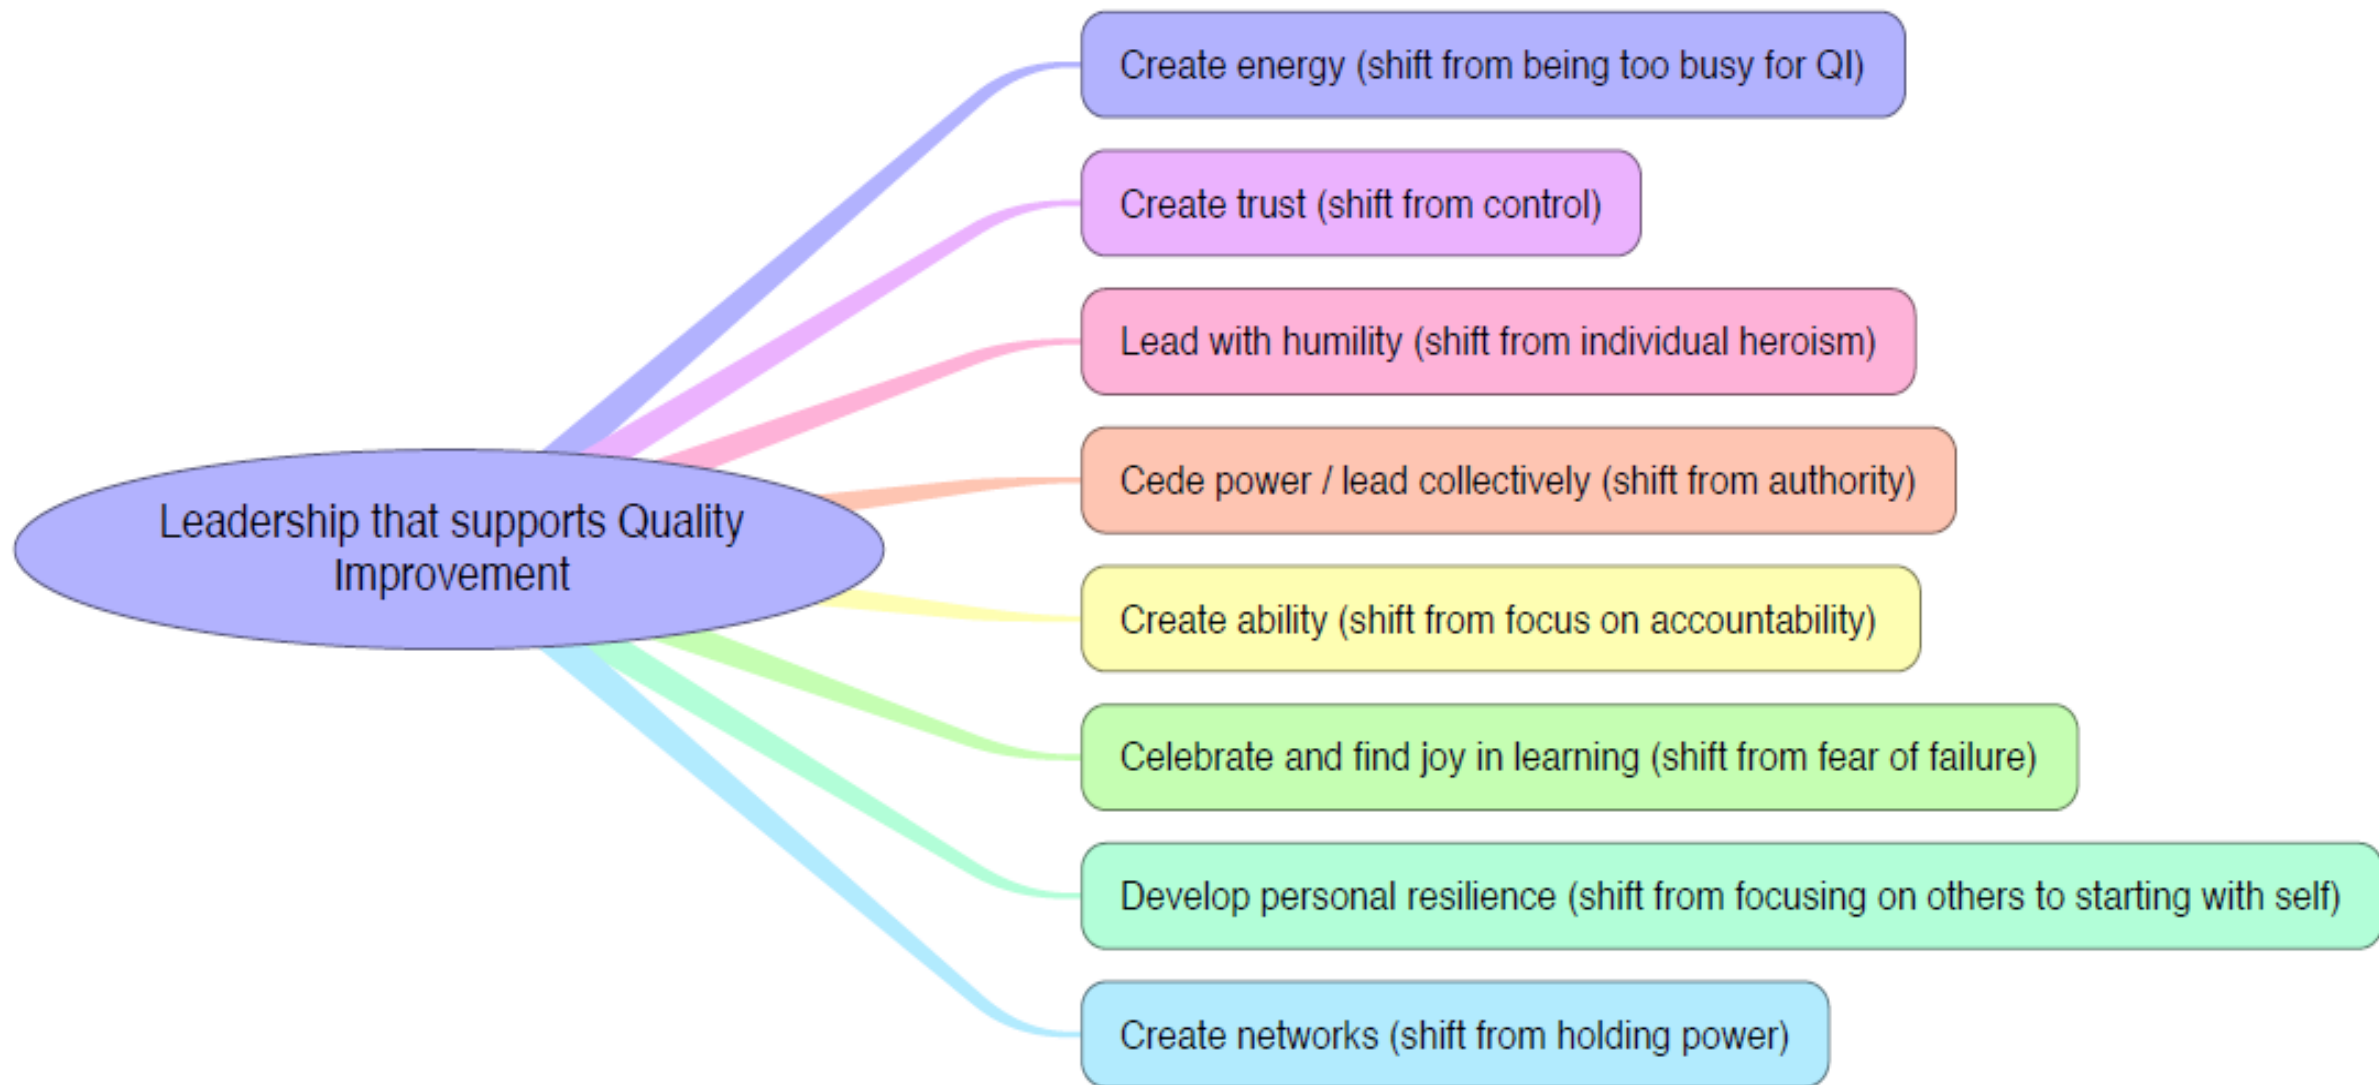 Create energy (shift from being too busy for QI)
Create trust (shift from control)
Lead with humility (shift from individual heroism)
Cede power / lead collectively (shift from authority)
Leadership that supports Quality
Improvement
Create ability (shift from focus on accountability)
Celebrate and find joy in learning (shift from fear of failure)
Develop personal resilience (shift from focusing on others to starting with self)
Create networks (shift from holding power)